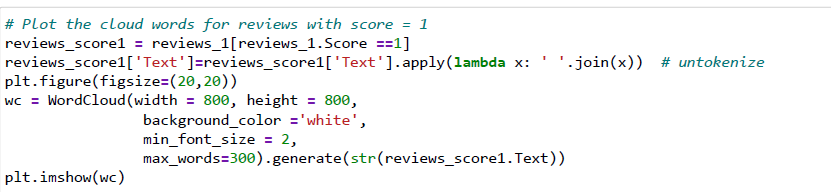 # Plot the cloud words for reviews with score = 1
reviews_score1 = reviews_1[reviews_1.Score ==1]
reviews_score1['Text']=reviews_score1['Text'].apply(lambda x: ' '.join(x))  # untokenize
plt.figure(figsize=(20,20))
wc = WordCloud(width = 800, height = 800,
                background_color ='white',
                min_font_size = 2,
                max_words=300).generate(str(reviews_score1.Text))
plt.imshow(wc)